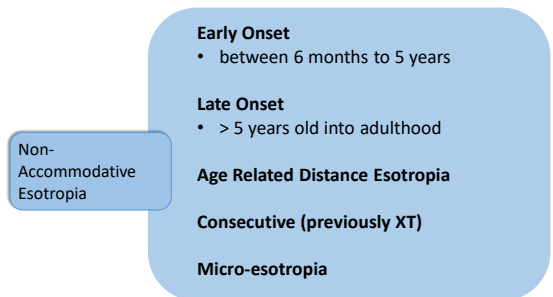 Non-
Accommodative
Esotropia
Early Onset
• between 6 months to 5 years
Late Onset
• > 5 years old into adulthood
Age Related Distance Esotropia
Consecutive (previously XT)
Micro-esotropia